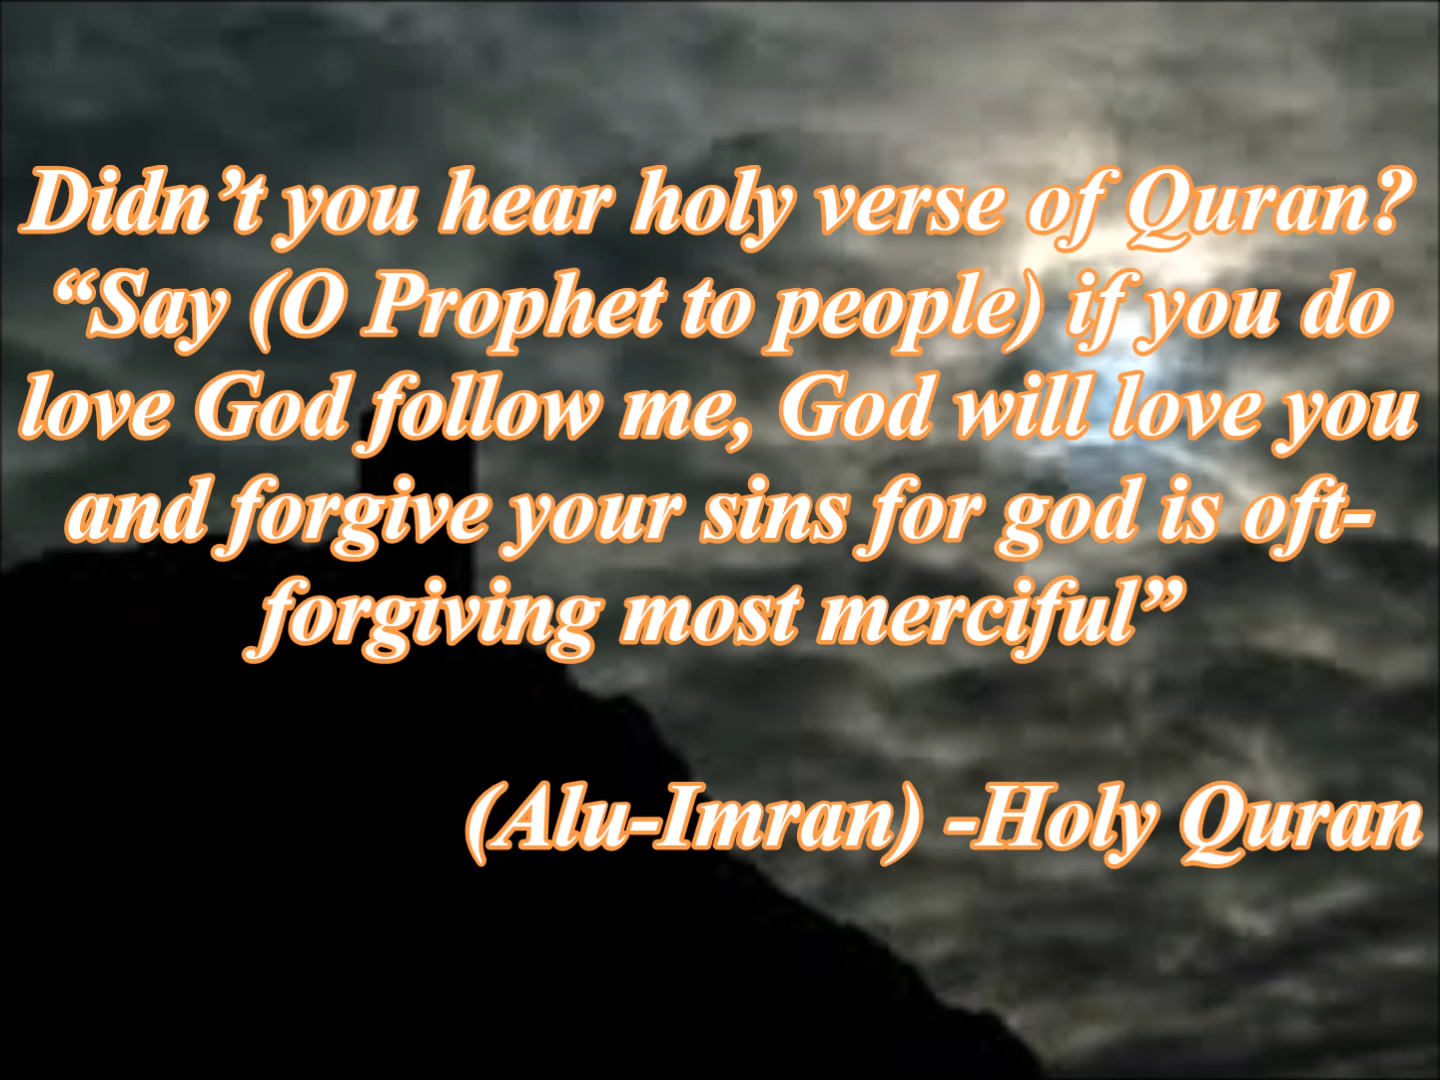 Didn’t you hear holy verse of Quran?
“Say (O Prophet to people) if you do
love God follow me, God will love you
and forgive your sins for god is oft-
forgiving most merciful”
(Alu-Imran) -Holy Quran